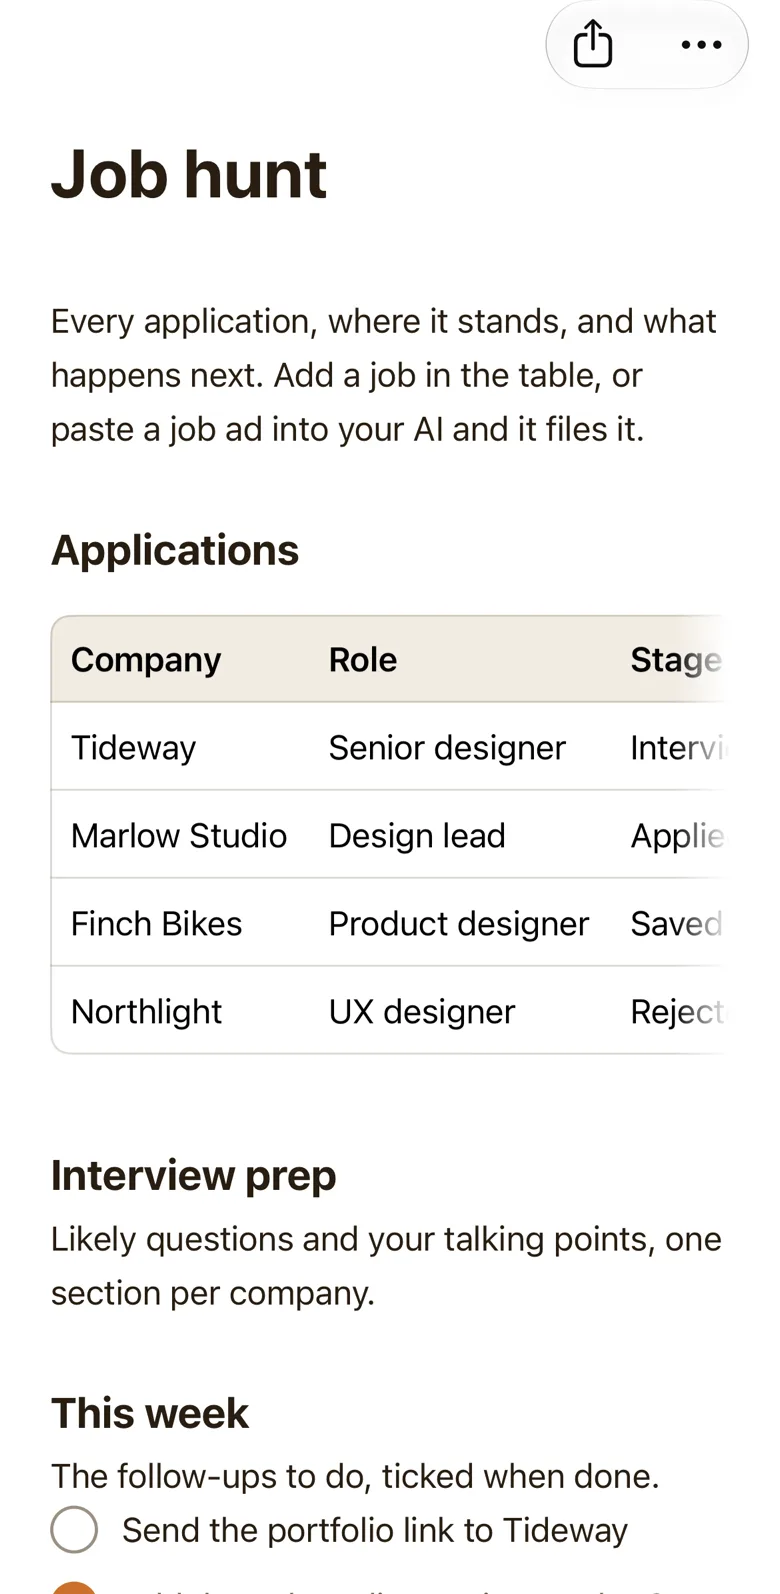 Job hunt
Every application, where it stands, and what
happens next. Add a job in the table, or
paste a job ad into your AI and it files it.
Applications
Company Role Stage
Tideway Senior designer
Marlow Studio Design lead
Finch Bikes Product designer Saved
Northlight UX designer
Interview prep
Likely questions and your talking points, one
section per company.
This week
The follow-ups to do, ticked when done.
Send the portfolio link to Tideway